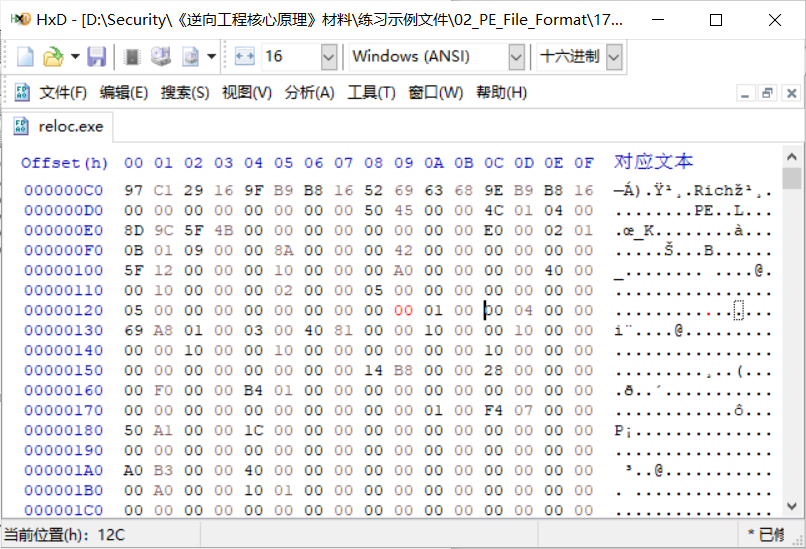 HxD - [D:\Security\《逆向工程核心原理》材料\练习示例文件\02_PE_File_Format\17...
16 Windows (ANSI) 十六进制
文件(F) 编辑(E) 搜索(S) 视图(V) 分析(A) 工具(T) 窗口(W) 帮助(H)
reloc.exe
Offset(h) 00 01 02 03 04 05 06 07 08 09 0A 0B 0C 0D 0E 0F 对应文本
000000C0 97 C1 29 16 9F B9 B8 16 52 69 63 68 9E B9 B8 16 —Á).Ÿ¹¸.Richž¹¸.
000000D0 00 00 00 00 00 00 00 00 50 45 00 00 4C 01 04 00 ........PE..L...
000000E0 8D 9C 5F 4B 00 00 00 00 00 00 00 00 E0 00 02 01 .œ_K........à...
000000F0 0B 01 09 00 00 8A 00 00 00 42 00 00 00 00 00 00 .....Š...B......
00000100 5F 12 00 00 00 10 00 00 00 A0 00 00 00 00 40 00 _........ ....@.
00000110 00 10 00 00 00 02 00 00 05 00 00 00 00 00 00 00 ................
00000120 05 00 00 00 00 00 00 00 00 00 01 00 00 04 00 00 ................
00000130 69 A8 01 00 03 00 40 81 00 00 10 00 00 10 00 00 i¨....@.........
00000140 00 00 10 00 00 10 00 00 00 00 00 00 10 00 00 00 ................
00000150 00 00 00 00 00 00 00 00 14 B8 00 00 28 00 00 00 .........¸..(...
00000160 00 F0 00 00 B4 01 00 00 00 00 00 00 00 00 00 00 .ð..´...........
00000170 00 00 00 00 00 00 00 00 00 00 01 00 F4 07 00 00 ............ô...
00000180 50 A1 00 00 1C 00 00 00 00 00 00 00 00 00 00 00 P¡..............
00000190 00 00 00 00 00 00 00 00 00 00 00 00 00 00 00 00 ................
000001A0 A0 B3 00 00 40 00 00 00 00 00 00 00 00 00 00 00  ³..@...........
000001B0 00 A0 00 00 10 01 00 00 00 00 00 00 00 00 00 00 . ..............
000001C0 00 00 00 00 00 00 00 00 00 00 00 00 00 00 00 00 ................
当前位置(h): 12C * 已修